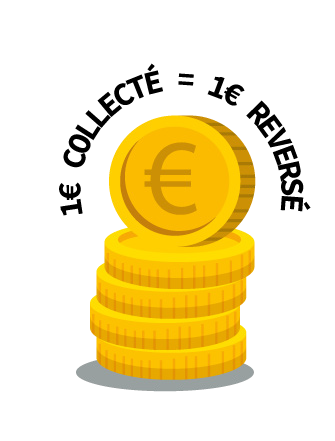 1€ COLLECTÉ = 1€ REVERSÉ
€